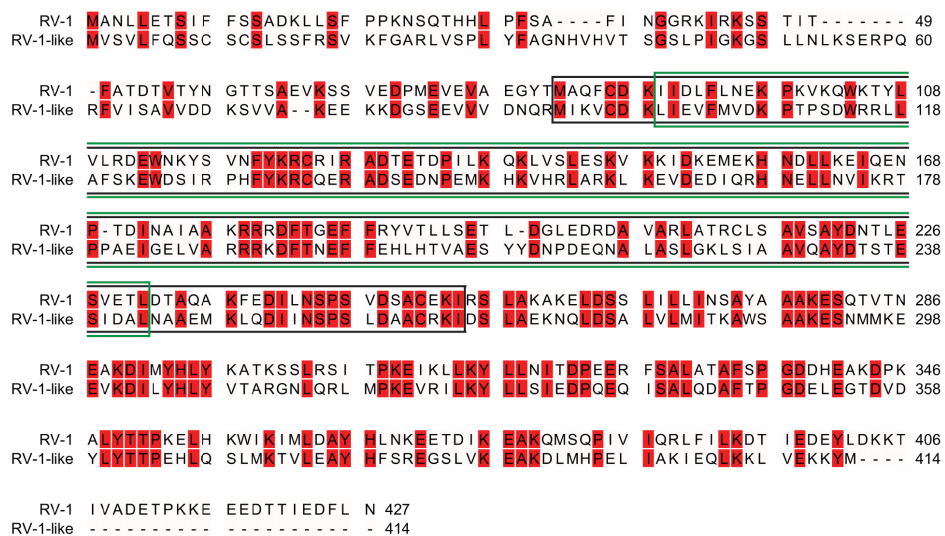 RV-1 MANLLETSIF FSSADKLLSF PPKNSQTHHL PFSA----FI NGGRKIRKSS TIT------- 49
RV-1-like MVSVLFQSSC SCSLSSFRSV KFGARLVSPL YFAGNHVHVT SGSLPIGKGS LLNLKSERPQ 60
RV-1 -FATDTVTYN GTTSAEVKSS VEDPMEVEVA EGYTMAQFCD KIIDLFLNEK PKVKQWKTYL 108
RV-1-like RFVISAVVDD KSVVA--KEE KKDGSEEVVV DNQRMIKVCD KLIEVFMVDK PTPSDWRRLL 118
RV-1 VLRDEWNKYS VNFYKRCRIR ADTETDPILK QKLVSLESKV KKIDKEMEKH NDLLKEIQEN 168
RV-1-like AFSKEWDSIR PHFYKRCQER ADSEDNPEMK HKVHRLARKL KEVDEDIQRH NELLNVIKRT 178
RV-1 P-TDINAIAA KRRRDFTGEF FRYVTLLSET L-DGLEDRDA VARLATRCLS AVSAYDNTLE 226
RV-1-like PPAEIGELVA RRRKDFTNEF FEHLHTVAES YYDNPDEQNA LASLGKLSIA AVQAYDTSTE 238
RV-1 SVETLDTAQA KFEDILNSPS VDSACEKIRS LAKAKELDSS LILLINSAYA AAKESQTVTN 286
RV-1-like SIDALNAAEM KLQDIINSPS LDAACRKIDS LAEKNQLDSA LVLMITKAWS AAKESNMMKE 298
RV-1 EAKDIMYHLY KATKSSLRSI TPKEIKLLKY LLNITDPEER FSALATAFSP GDDHEAKDPK 346
RV-1-like EVKDILYHLY VTARGNLQRL MPKEVRILKY LLSIEDPQEQ ISALQDAFTP GDELEGTDVD 358
RV-1 ALYTTPKELH KWIKIMLDAY HLNKEETDIK EAKQMSQPIV IQRLFILKDT IEDEYLDKKT 406
RV-1-like YLYTTPEHLQ SLMKTVLEAY HFSREGSLVK EAKDLMHPEL IAKIEQLKKL VEKKYM---- 414
RV-1 IVADETPKKE EEDTTIEDFL N 427
RV-1-like ---------- ---------- - 414